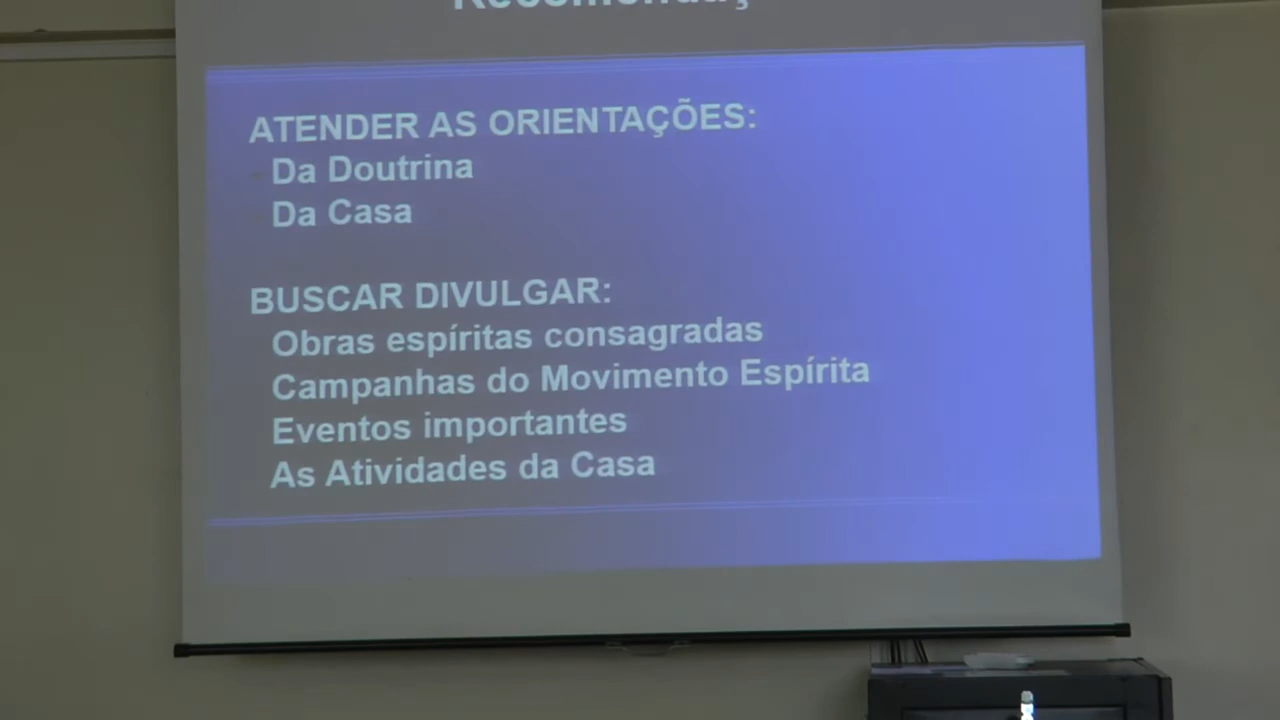 ATENDER AS ORIENTAÇÕES:
- Da Doutrina
- Da Casa
BUSCAR DIVULGAR:
Obras espíritas consagradas
Campanhas do Movimento Espírita
Eventos importantes
As Atividades da Casa